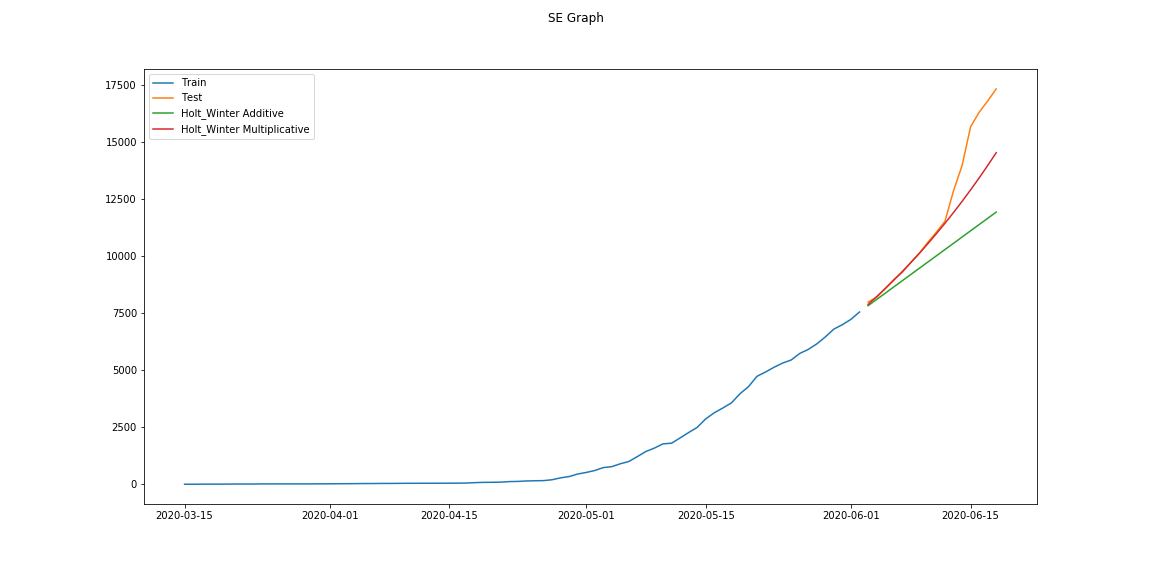 SE Graph
Train
Test
Holt_Winter Additive
Holt_Winter Multiplicative
17500
15000
12500
10000
7500
5000
2500
0
2020-03-15 2020-04-01 2020-04-15 2020-05-01 2020-05-15 2020-06-01 2020-06-15